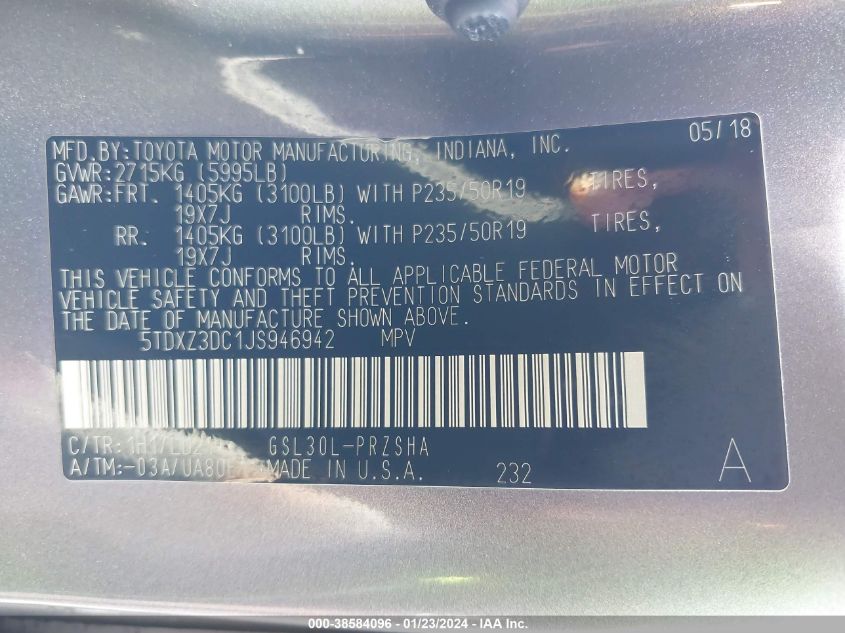 MFD. BY: TOYOTA MOTOR MANUFACTURING, INDIANA, INC. 05/18
GVWR: 2715KG (5995LB)
GAWR: FRT. 1405KG (3100LB) WITH P235/50R19 TIRES,
19X7J RIMS.
RR. 1405KG (3100LB) WITH P235/50R19 TIRES,
19X7J RIMS.
THIS VEHICLE CONFORMS TO ALL APPLICABLE FEDERAL MOTOR
VEHICLE SAFETY AND THEFT PREVENTION STANDARDS IN EFFECT ON
THE DATE OF MANUFACTURE SHOWN ABOVE.
5TDXZ3DC1JS946942 MPV
C/TR: GSL30L-PRZSHA
A/TM: MADE IN U.S.A. 232 A
000-38584096 - 01/23/2024 - IAA Inc.